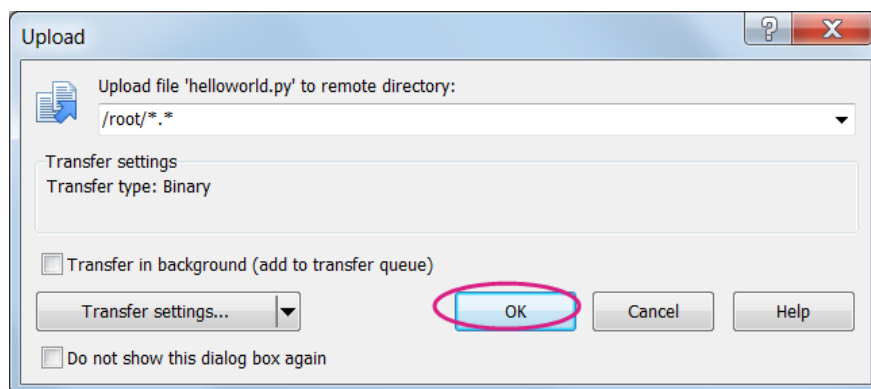 Upload
Upload file 'helloworld.py' to remote directory:
/root/*.*
Transfer settings
Transfer type: Binary
Transfer in background (add to transfer queue)
Transfer settings...
OK
Cancel
Help
Do not show this dialog box again